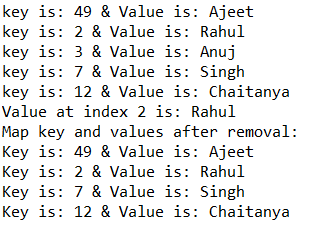 key is: 49 & Value is: Ajeet
key is: 2 & Value is: Rahul
key is: 3 & Value is: Anuj
key is: 7 & Value is: Singh
key is: 12 & Value is: Chaitanya
Value at index 2 is: Rahul
Map key and values after removal:
Key is: 49 & Value is: Ajeet
Key is: 2 & Value is: Rahul
Key is: 7 & Value is: Singh
Key is: 12 & Value is: Chaitanya